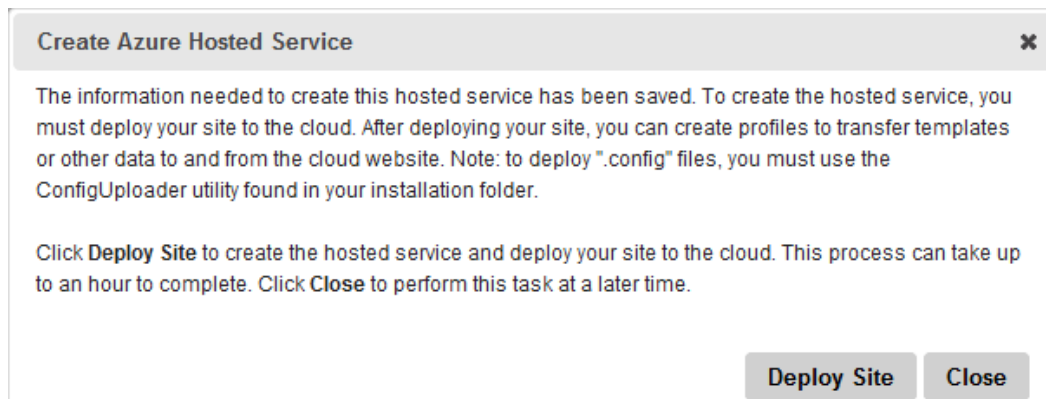 Create Azure Hosted Service
The information needed to create this hosted service has been saved. To create the hosted service, you
must deploy your site to the cloud. After deploying your site, you can create profiles to transfer templates
or other data to and from the cloud website. Note: to deploy ".config" files, you must use the
ConfigUploader utility found in your installation folder.
Click Deploy Site to create the hosted service and deploy your site to the cloud. This process can take up
to an hour to complete. Click Close to perform this task at a later time.
Deploy Site Close